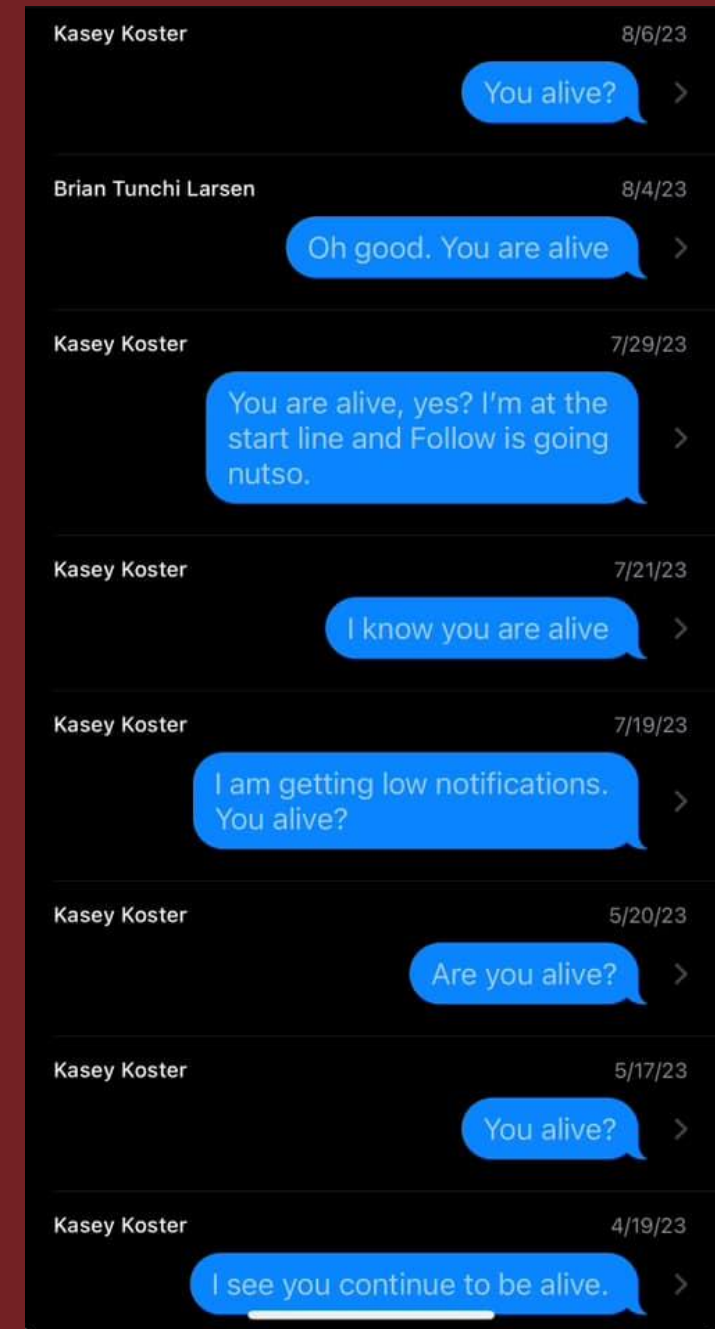 Kasey Koster 8/6/23
You alive?
Brian Tunchi Larsen 8/4/23
Oh good. You are alive
Kasey Koster 7/29/23
You are alive, yes? I’m at the
start line and Follow is going
nutso.
Kasey Koster 7/21/23
I know you are alive
Kasey Koster 7/19/23
I am getting low notifications.
You alive?
Kasey Koster 5/20/23
Are you alive?
Kasey Koster 5/17/23
You alive?
Kasey Koster 4/19/23
I see you continue to be alive.